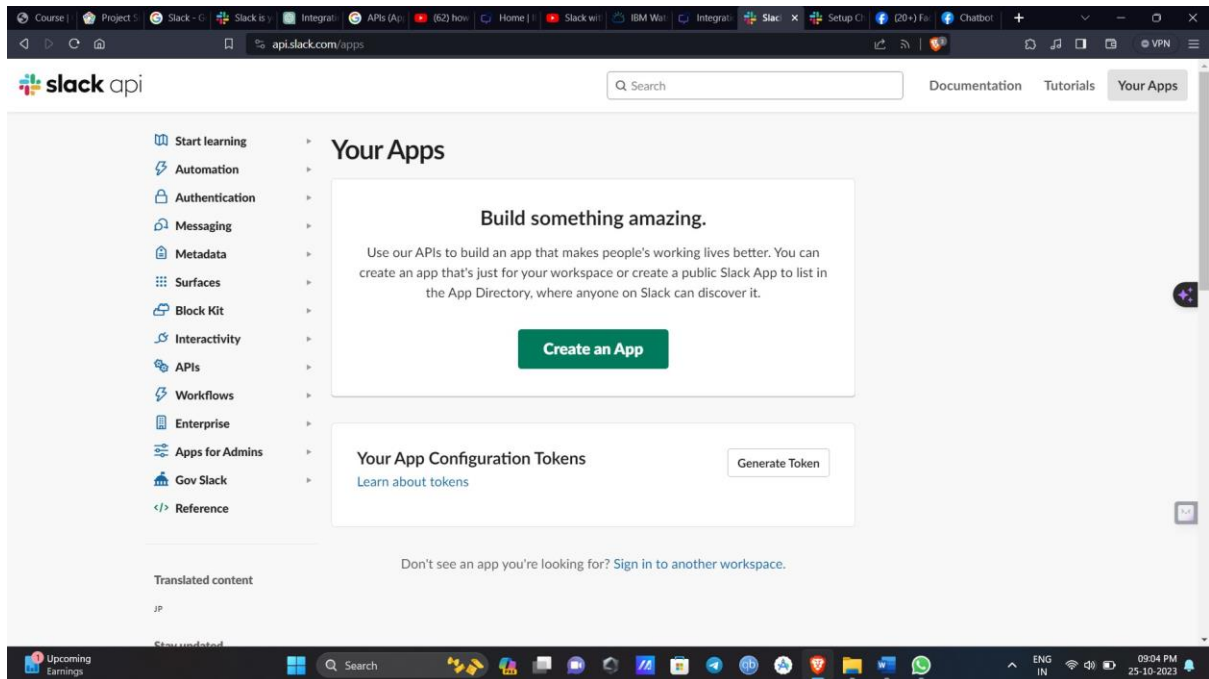 Course |
Project S
Slack - G
Slack is y
Integrati
APIs (Ap
(62) how
Home | I
Slack wit
IBM Wat
Integrati
Slac
Setup Ch
(20+) Fa
Chatbot
api.slack.com/apps
VPN
slack api
Search
Documentation
Tutorials
Your Apps
Start learning
Automation
Authentication
Messaging
Metadata
Surfaces
Block Kit
Interactivity
APIs
Workflows
Enterprise
Apps for Admins
Gov Slack
Reference
Translated content
JP
Stay updated
Your Apps
Build something amazing.
Use our APIs to build an app that makes people's working lives better. You can
create an app that's just for your workspace or create a public Slack App to list in
the App Directory, where anyone on Slack can discover it.
Create an App
Your App Configuration Tokens
Generate Token
Learn about tokens
Don't see an app you're looking for? Sign in to another workspace.
1
Upcoming
Earnings
Search
ENG
IN
09:04 PM
25-10-2023